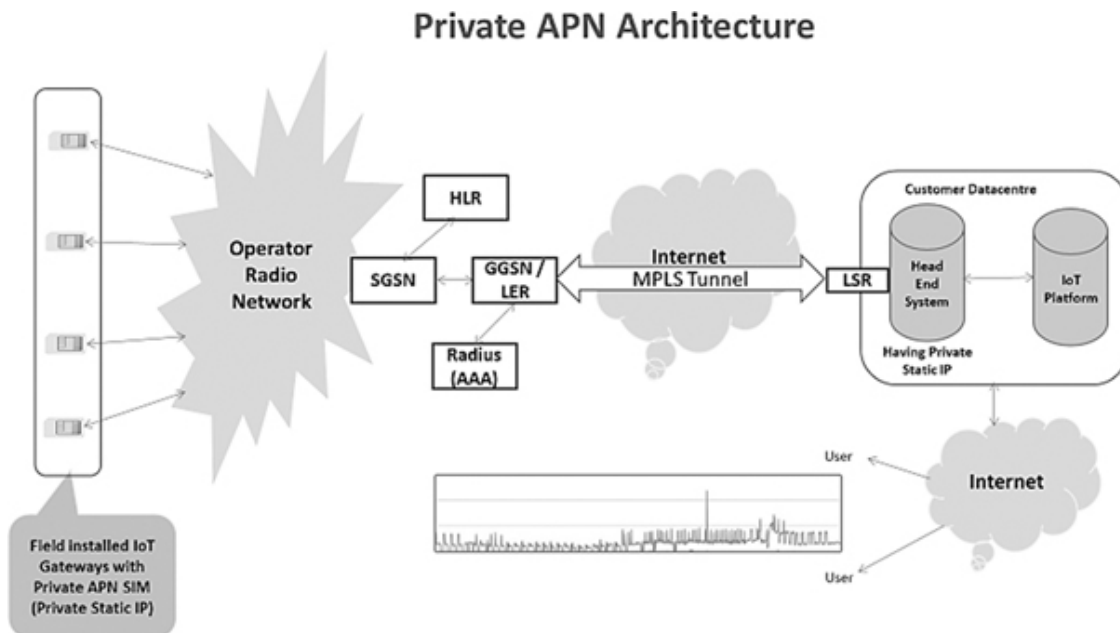 Private APN Architecture
Operator
Radio
Network
HLR
SGSN
GGSN /
LER
Radius
(AAA)
Internet
MPLS Tunnel
LSR
Customer Datacentre
Head
End
System
IoT
Platform
Having Private
Static IP
User
Internet
User
Field installed IoT
Gateways with
Private APN SIM
(Private Static IP)